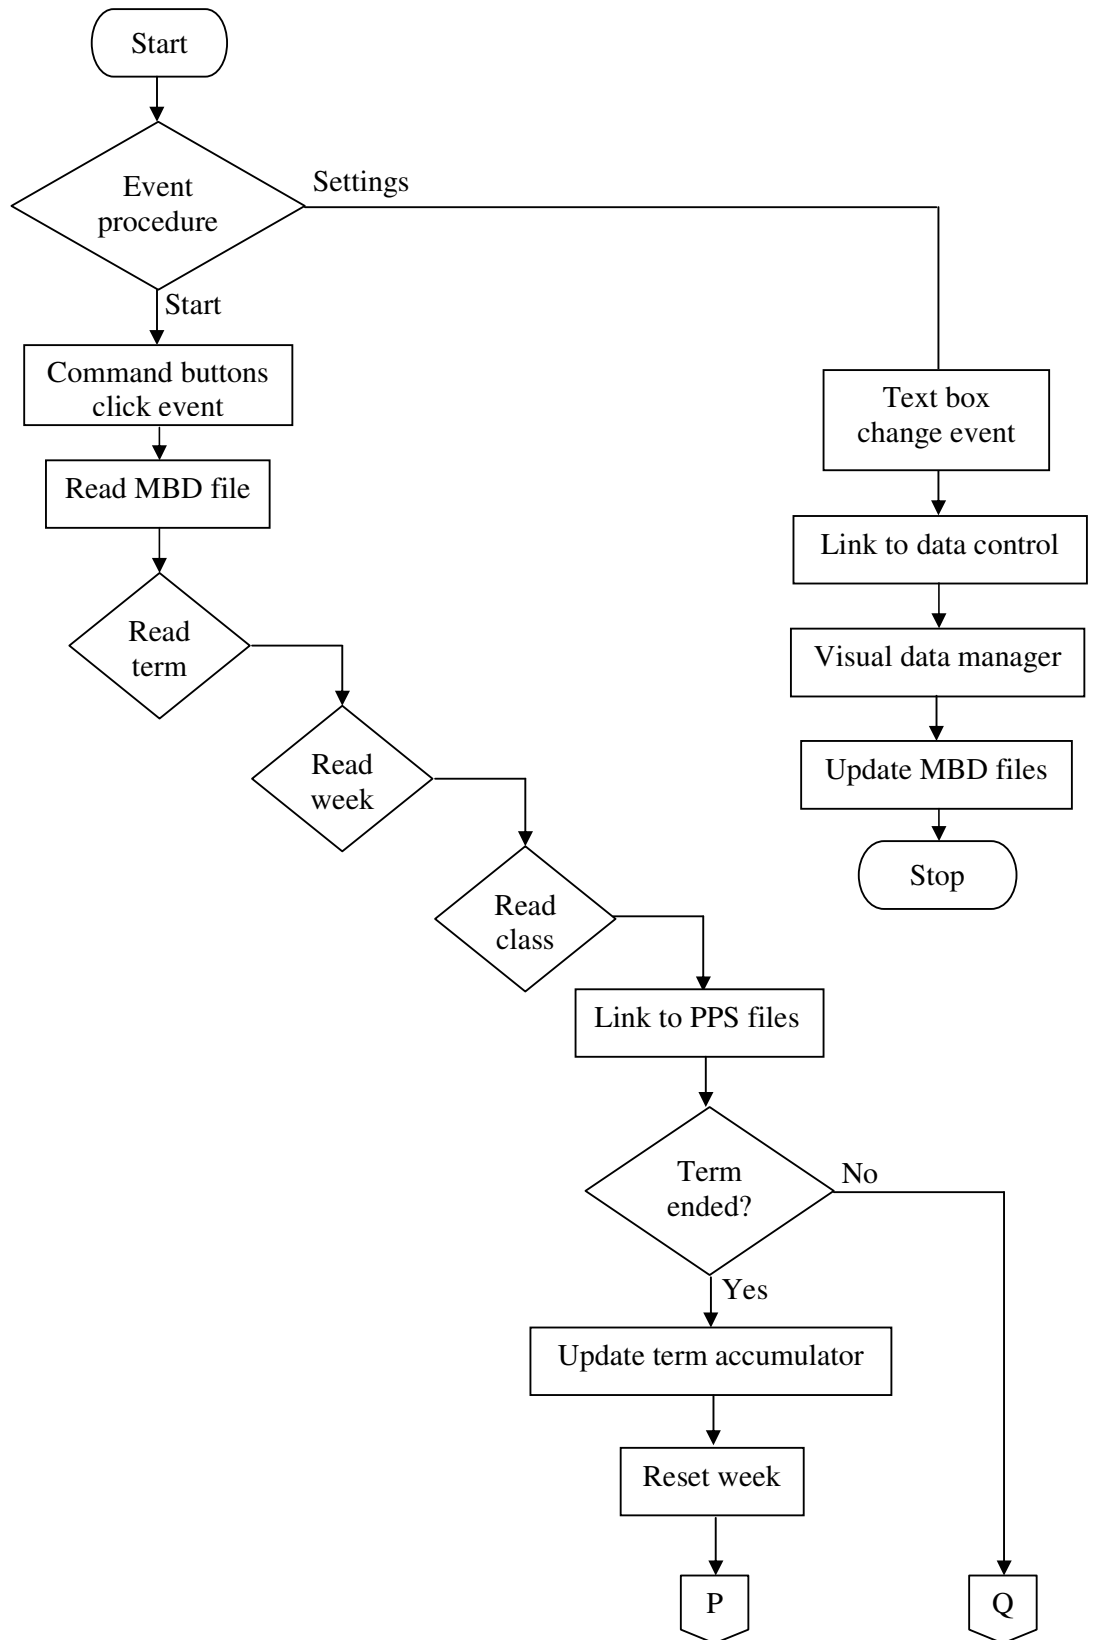 Start
Event
procedure
Settings
Start
Command buttons
click event
Read MBD file
Read
term
Read
week
Read
class
Text box
change event
Link to data control
Visual data manager
Update MBD files
Stop
Link to PPS files
Term
ended?
No
Yes
Update term accumulator
Reset week
P
Q